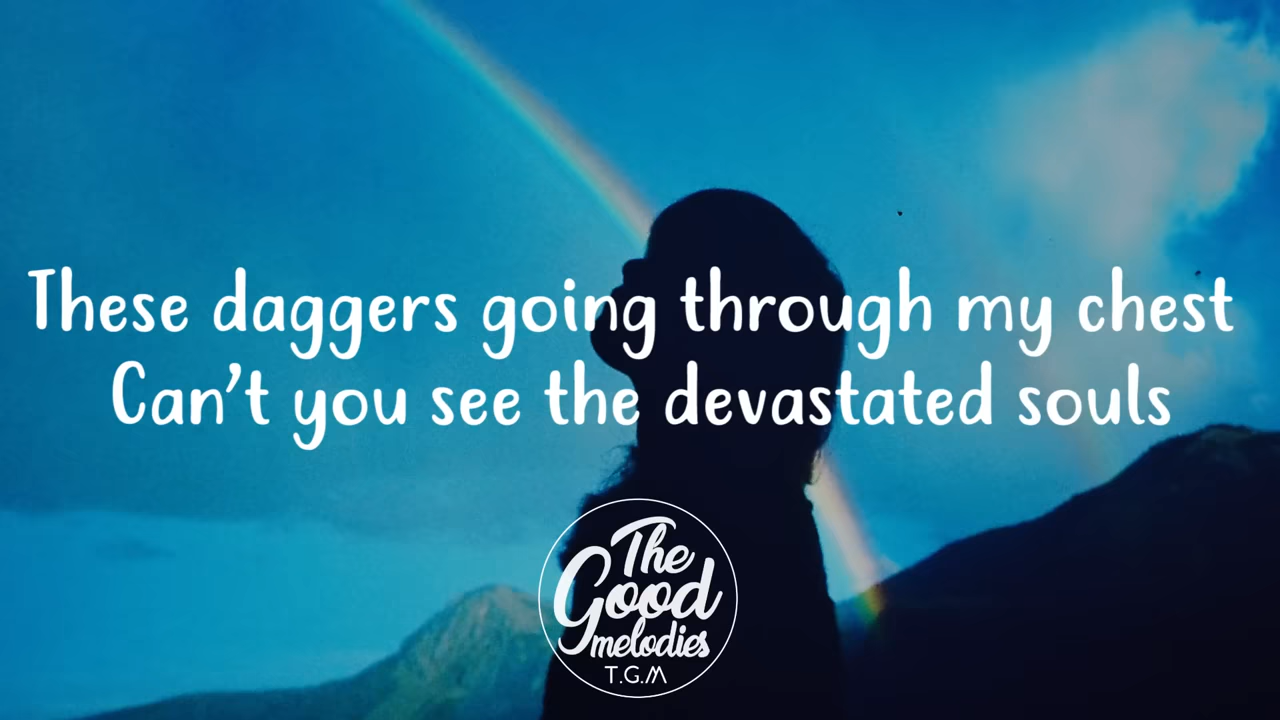 These daggers going through my chest
Can't you see the devastated souls
The
Good
melodies
T.G.M